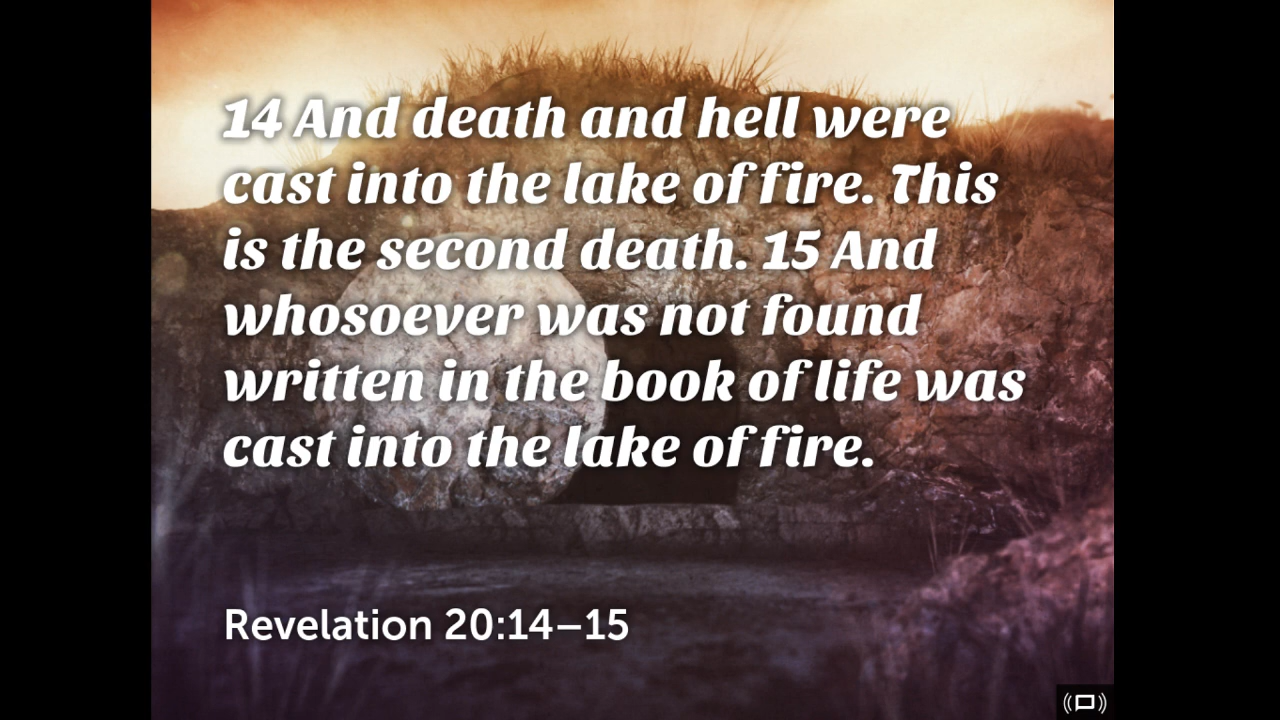 14 And death and hell were
cast into the lake of fire. This
is the second death. 15 And
whosoever was not found
written in the book of life was
cast into the lake of fire.
Revelation 20:14–15